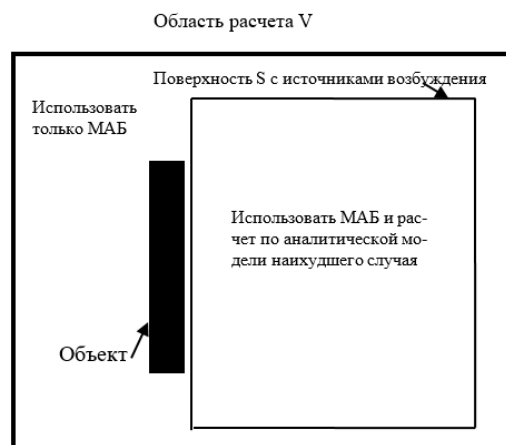 Область расчета V
Поверхность S с источниками возбуждения
Использовать
только МАБ
Использовать МАБ и рас-
чет по аналитической мо-
дели наихудшего случая
Объект